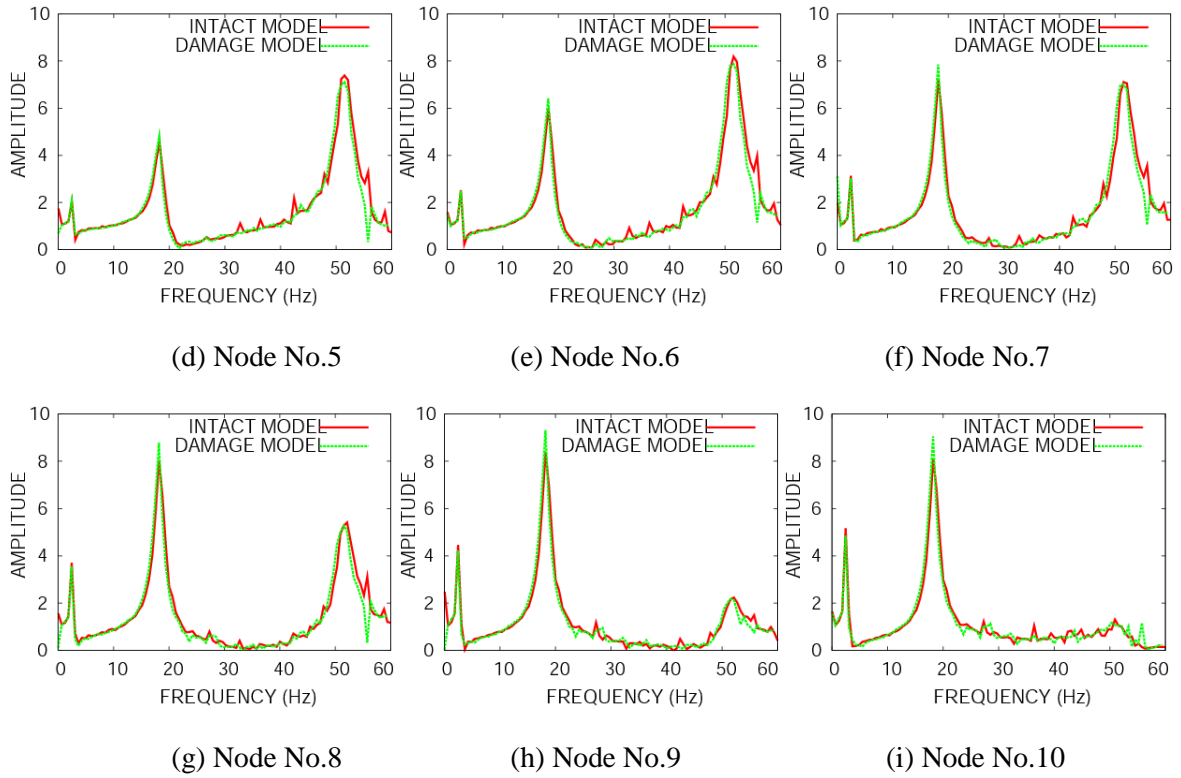 10
8
6
4
2
0
AMPLITUDE
INTACT MODEL
DAMAGE MODEL
0 10 20 30 40 50 60
FREQUENCY (Hz)
(d) Node No.5
10
8
6
4
2
0
AMPLITUDE
INTACT MODEL
DAMAGE MODEL
0 10 20 30 40 50 60
FREQUENCY (Hz)
(e) Node No.6
10
8
6
4
2
0
AMPLITUDE
INTACT MODEL
DAMAGE MODEL
0 10 20 30 40 50 60
FREQUENCY (Hz)
(f) Node No.7
10
8
6
4
2
0
AMPLITUDE
INTACT MODEL
DAMAGE MODEL
0 10 20 30 40 50 60
FREQUENCY (Hz)
(g) Node No.8
10
8
6
4
2
0
AMPLITUDE
INTACT MODEL
DAMAGE MODEL
0 10 20 30 40 50 60
FREQUENCY (Hz)
(h) Node No.9
10
8
6
4
2
0
AMPLITUDE
INTACT MODEL
DAMAGE MODEL
0 10 20 30 40 50 60
FREQUENCY (Hz)
(i) Node No.10